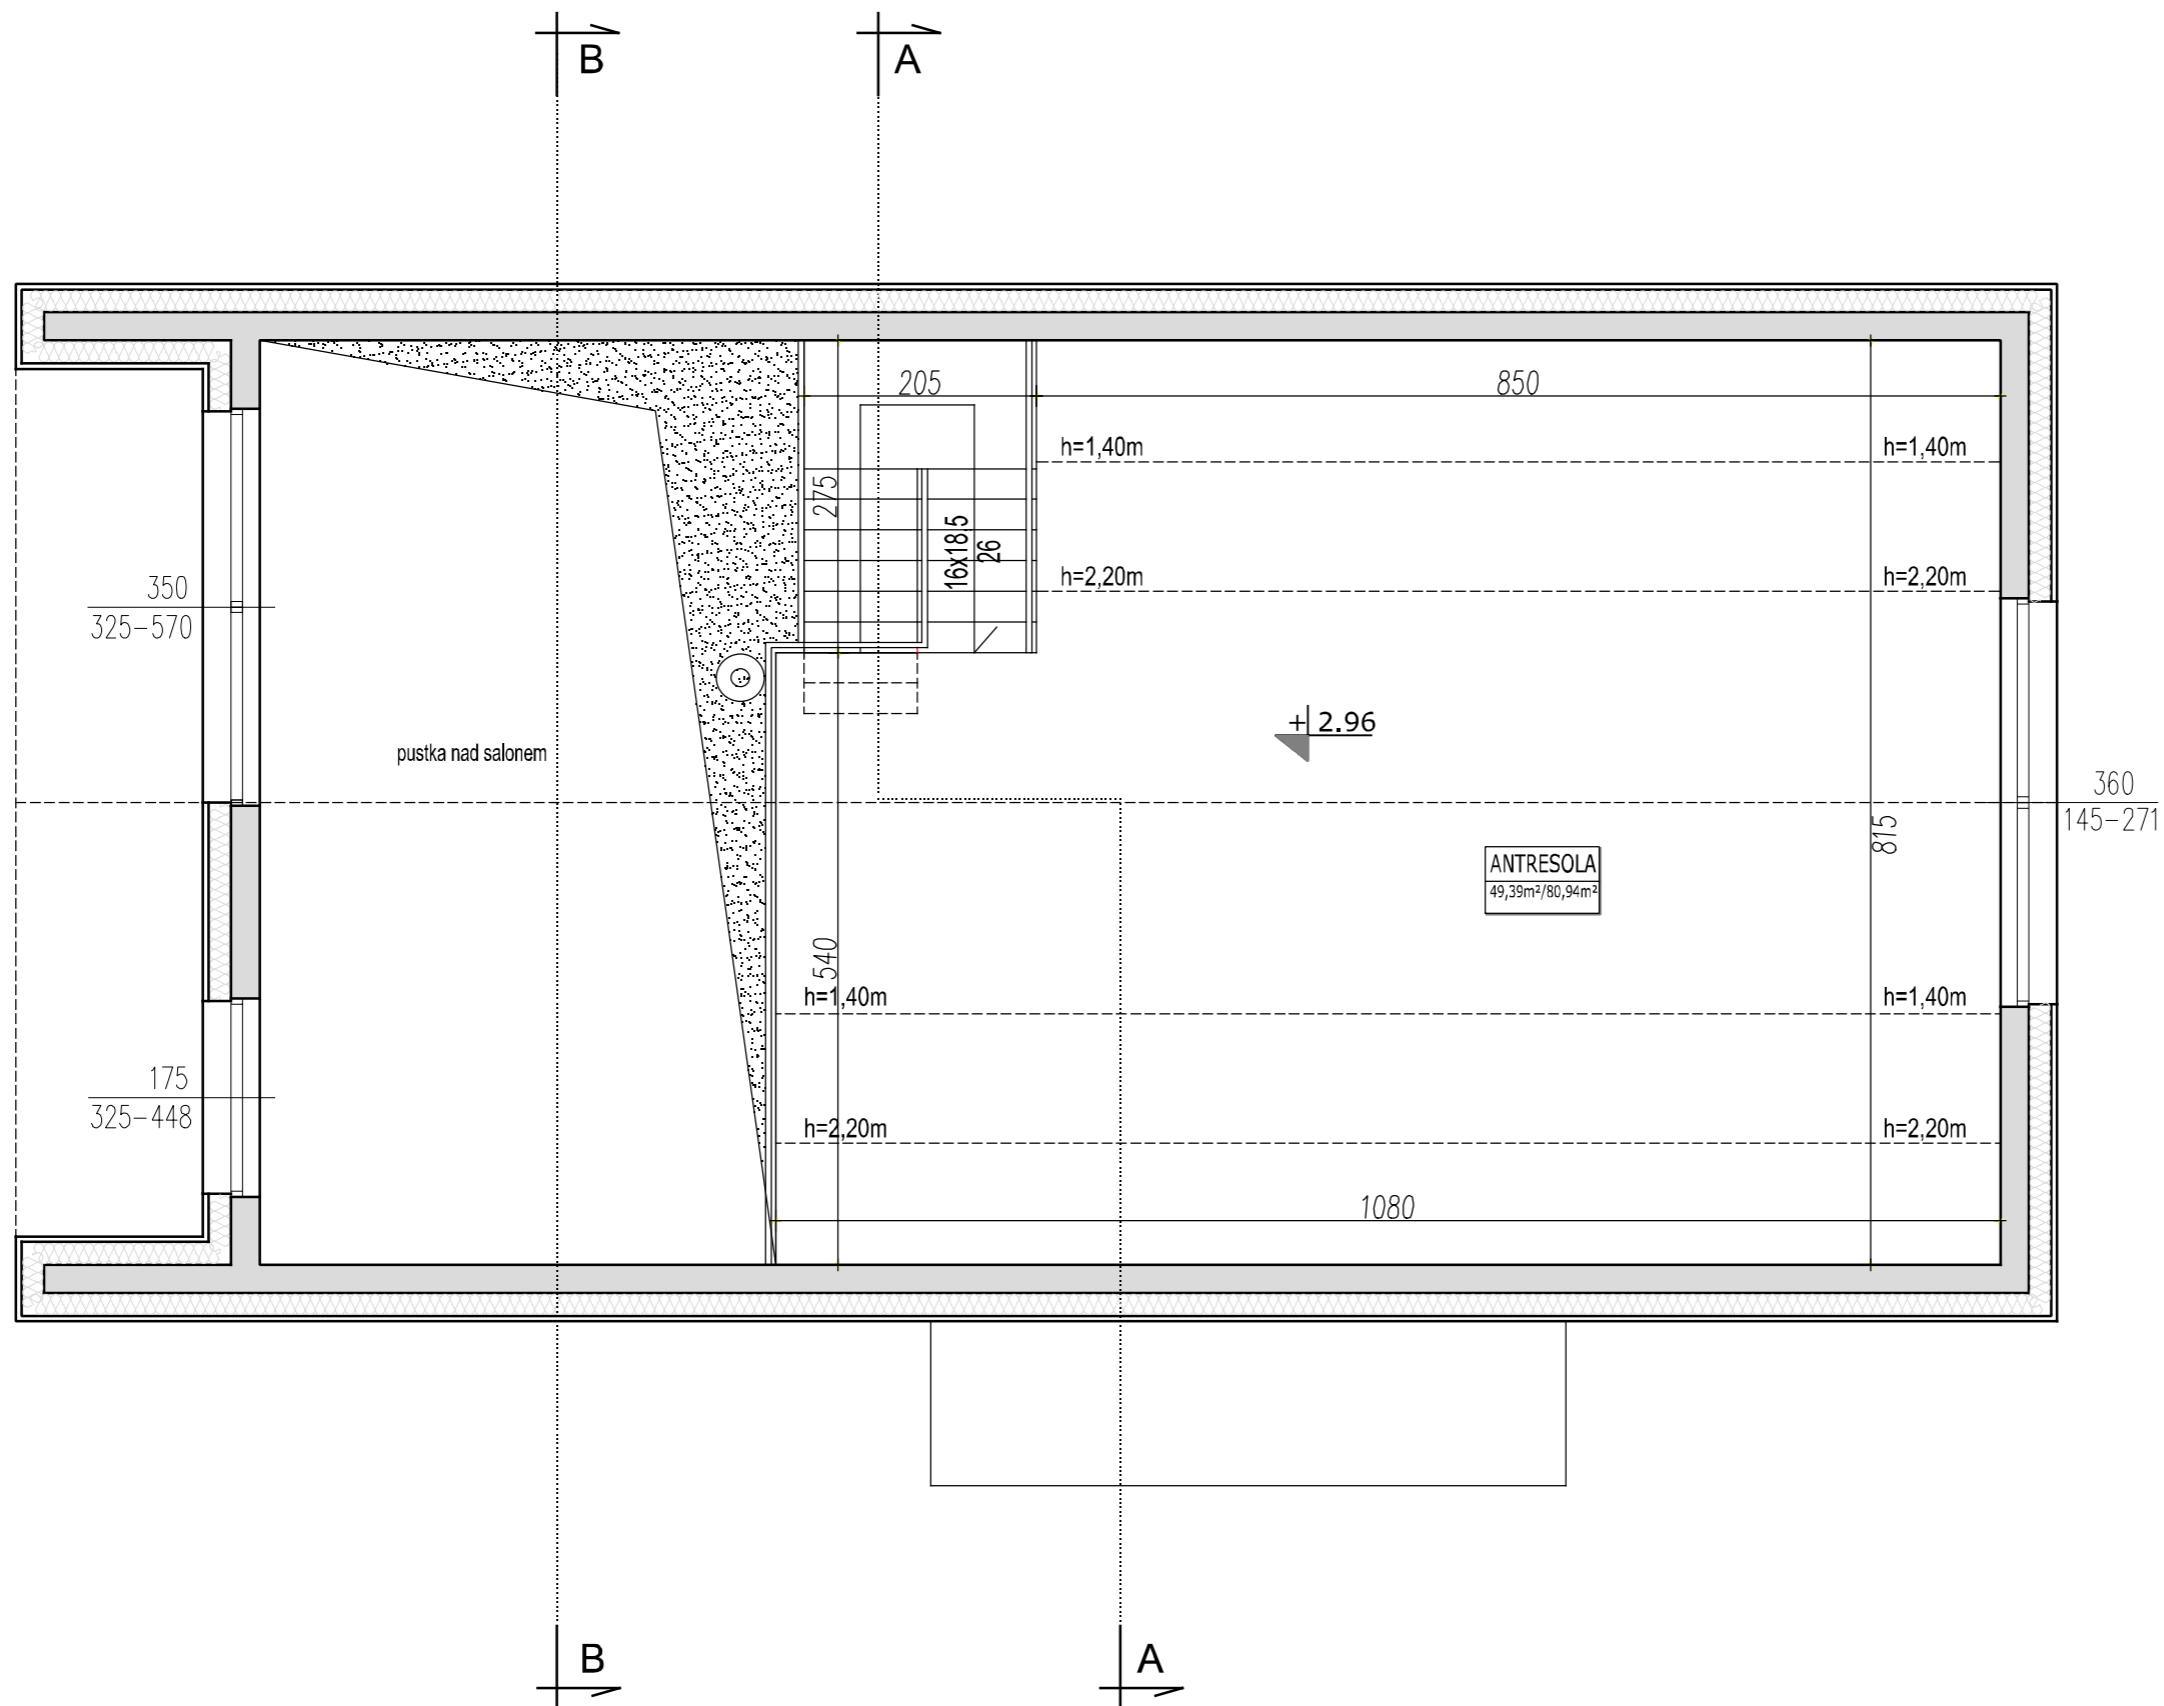 B
A
205
850
h=1,40m
h=1,40m
275
16x18.5
26
h=2,20m
h=2,20m
350
325-570
+ 2.96
pustka nad salonem
360
145-271
815
ANTRESOLA
49,39m²/80,94m²
540
h=1,40m
h=1,40m
175
325-448
h=2,20m
h=2,20m
1080
B
A